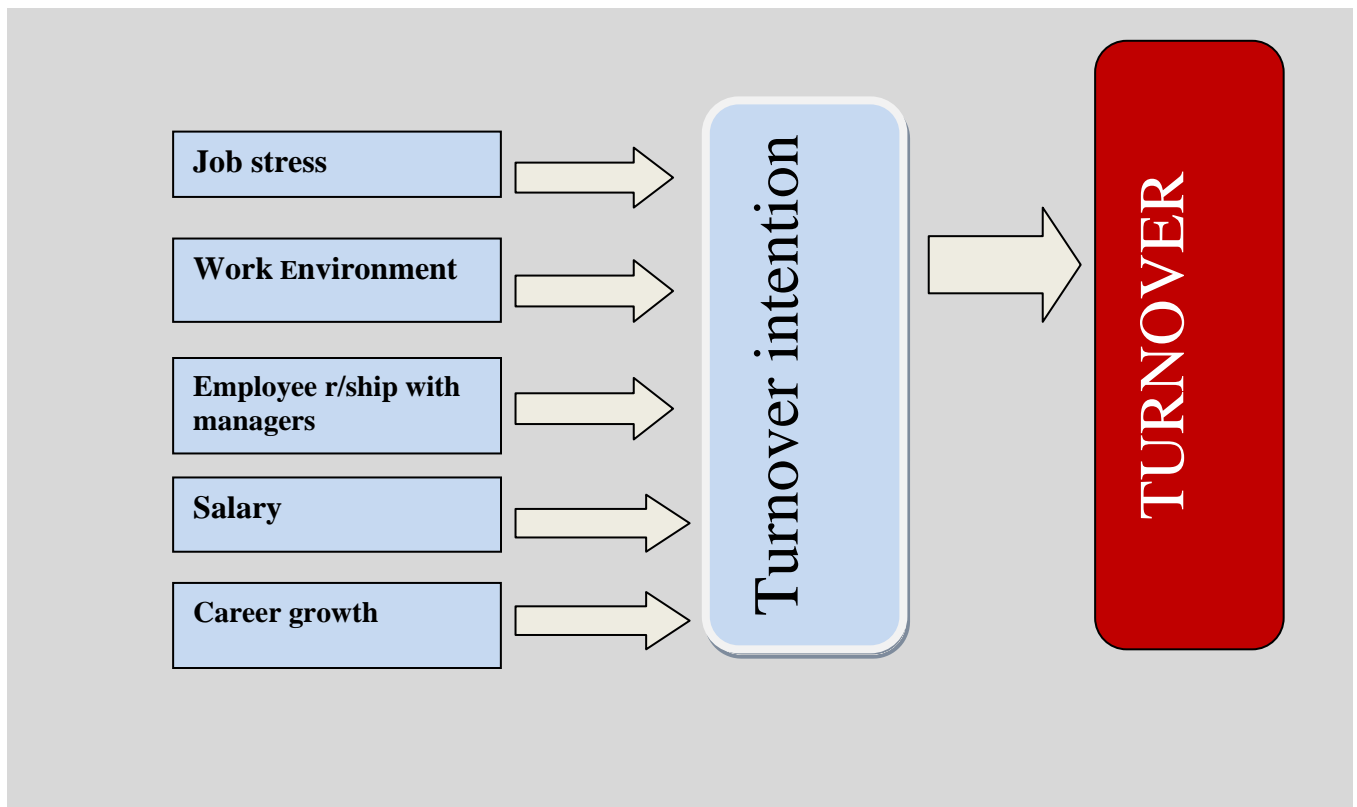 Job stress
Work Environment
Employee r/ship with
managers
Salary
Career growth
Turnover intention
TURNOVER